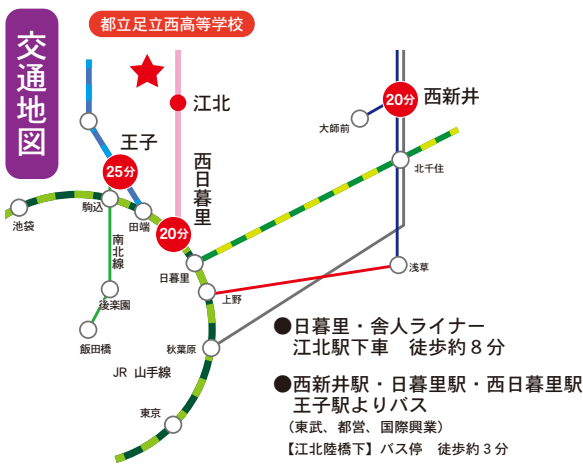 交通地図
都立足立西高等学校
江北
20分
西新井
大師前
王子
25分
西日暮里
北千住
駒込
田端
池袋
20分
南北線
日暮里
浅草
上野
後楽園
飯田橋
秋葉原
JR 山手線
東京
●日暮里・舎人ライナー
江北駅下車 徒歩約８分
●西新井駅・日暮里駅・西日暮里駅
王子駅よりバス
（東武、都営、国際興業）
【江北陸橋下】バス停 徒歩約３分